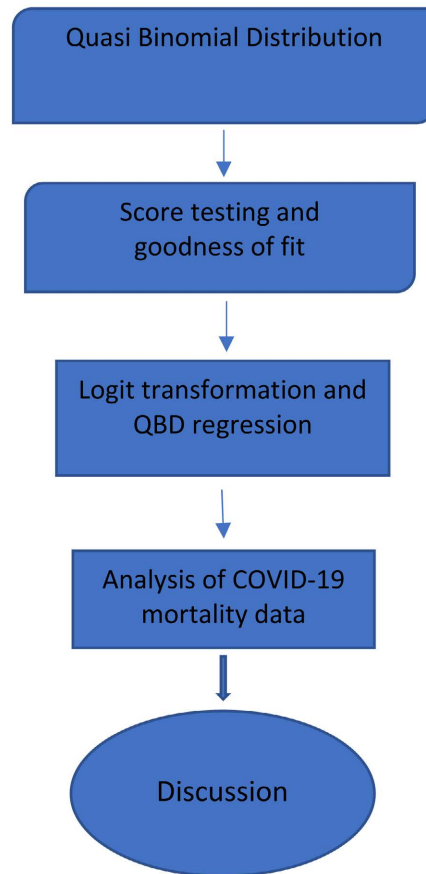 Quasi Binomial Distribution
Score testing and
goodness of fit
Logit transformation and
QBD regression
Analysis of COVID-19
mortality data
Discussion